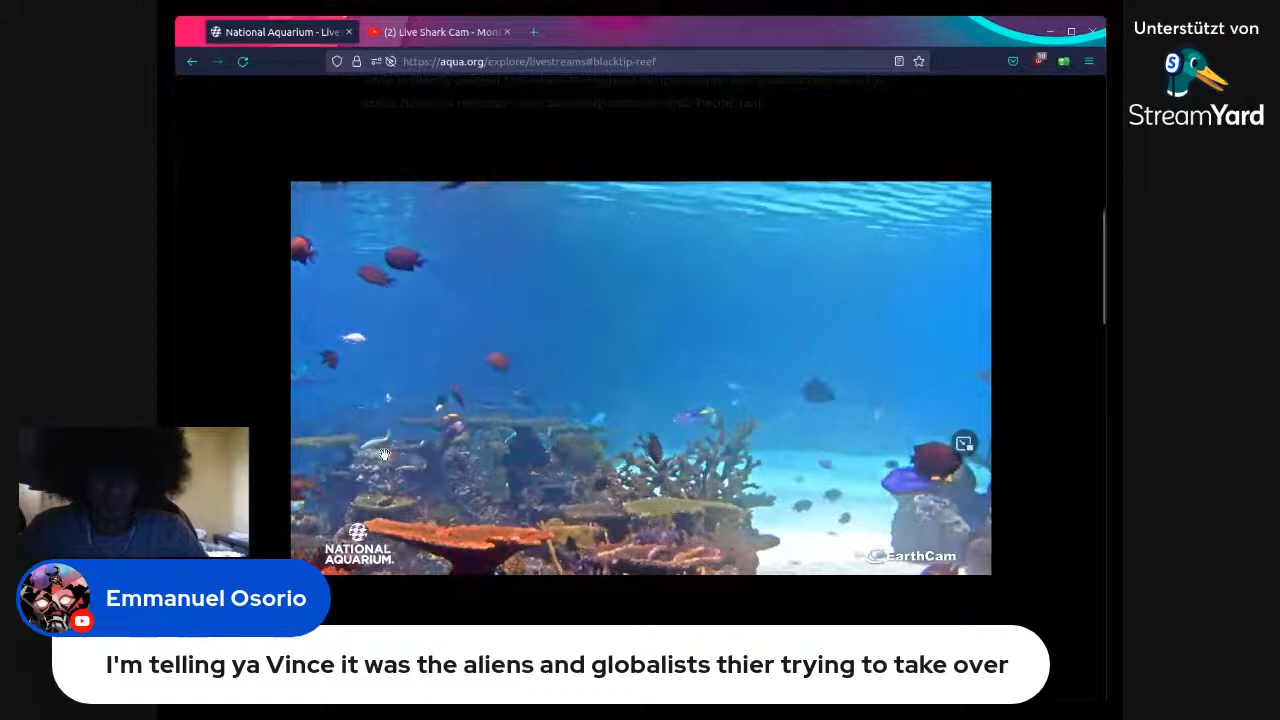 National Aquarium - Live
(2) Live Shark Cam - Mon
https://aqua.org/explore/livestreams#blacktip-reef
Unterstützt von
StreamYard
NATIONAL
AQUARIUM
EarthCam
Emmanuel Osorio
I'm telling ya Vince it was the aliens and globalists thier trying to take over